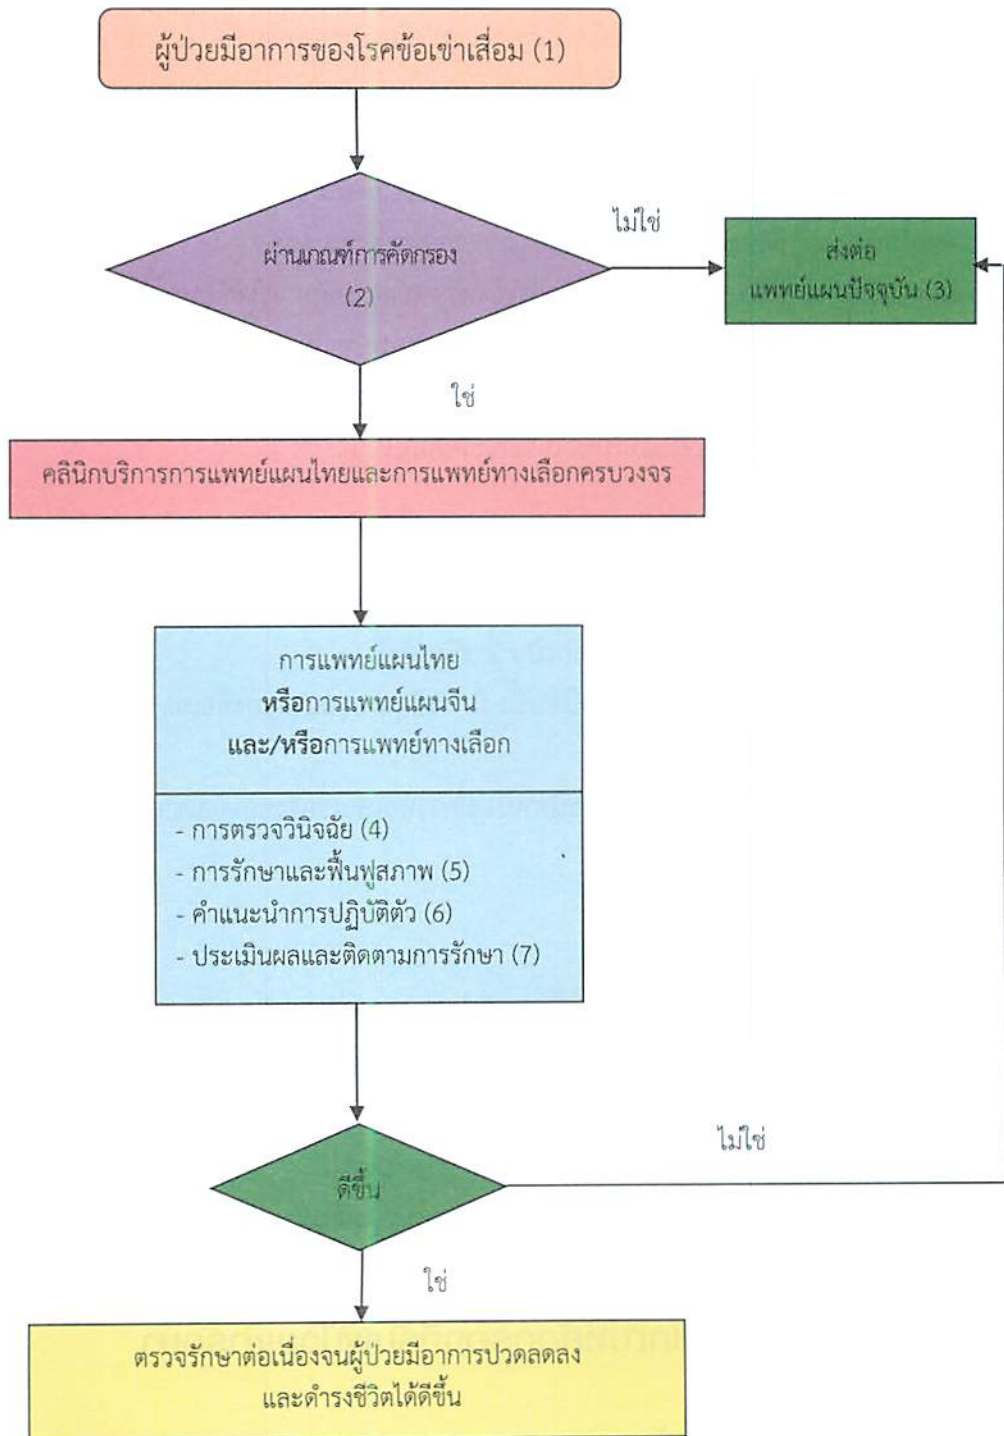 ผู้ป่วยมีอาการของโรคข้อเข่าเสื่อม (1)
ผ่านเกณฑ์การคัดกรอง
(2)
ไม่ใช่
ส่งต่อ
แพทย์แผนปัจจุบัน (3)
ใช่
คลินิกบริการการแพทย์แผนไทยและการแพทย์ทางเลือกครบวงจร
การแพทย์แผนไทย
หรือการแพทย์แผนจีน
และ/หรือการแพทย์ทางเลือก
- การตรวจวินิจฉัย (4)
- การรักษาและฟื้นฟูสภาพ (5)
- คำแนะนำการปฏิบัติตัว (6)
- ประเมินผลและติดตามการรักษา (7)
ดีขึ้น
ไม่ใช่
ใช่
ตรวจรักษาต่อเนื่องจนผู้ป่วยมีอาการปวดลดลง
และดำรงชีวิตได้ดีขึ้น